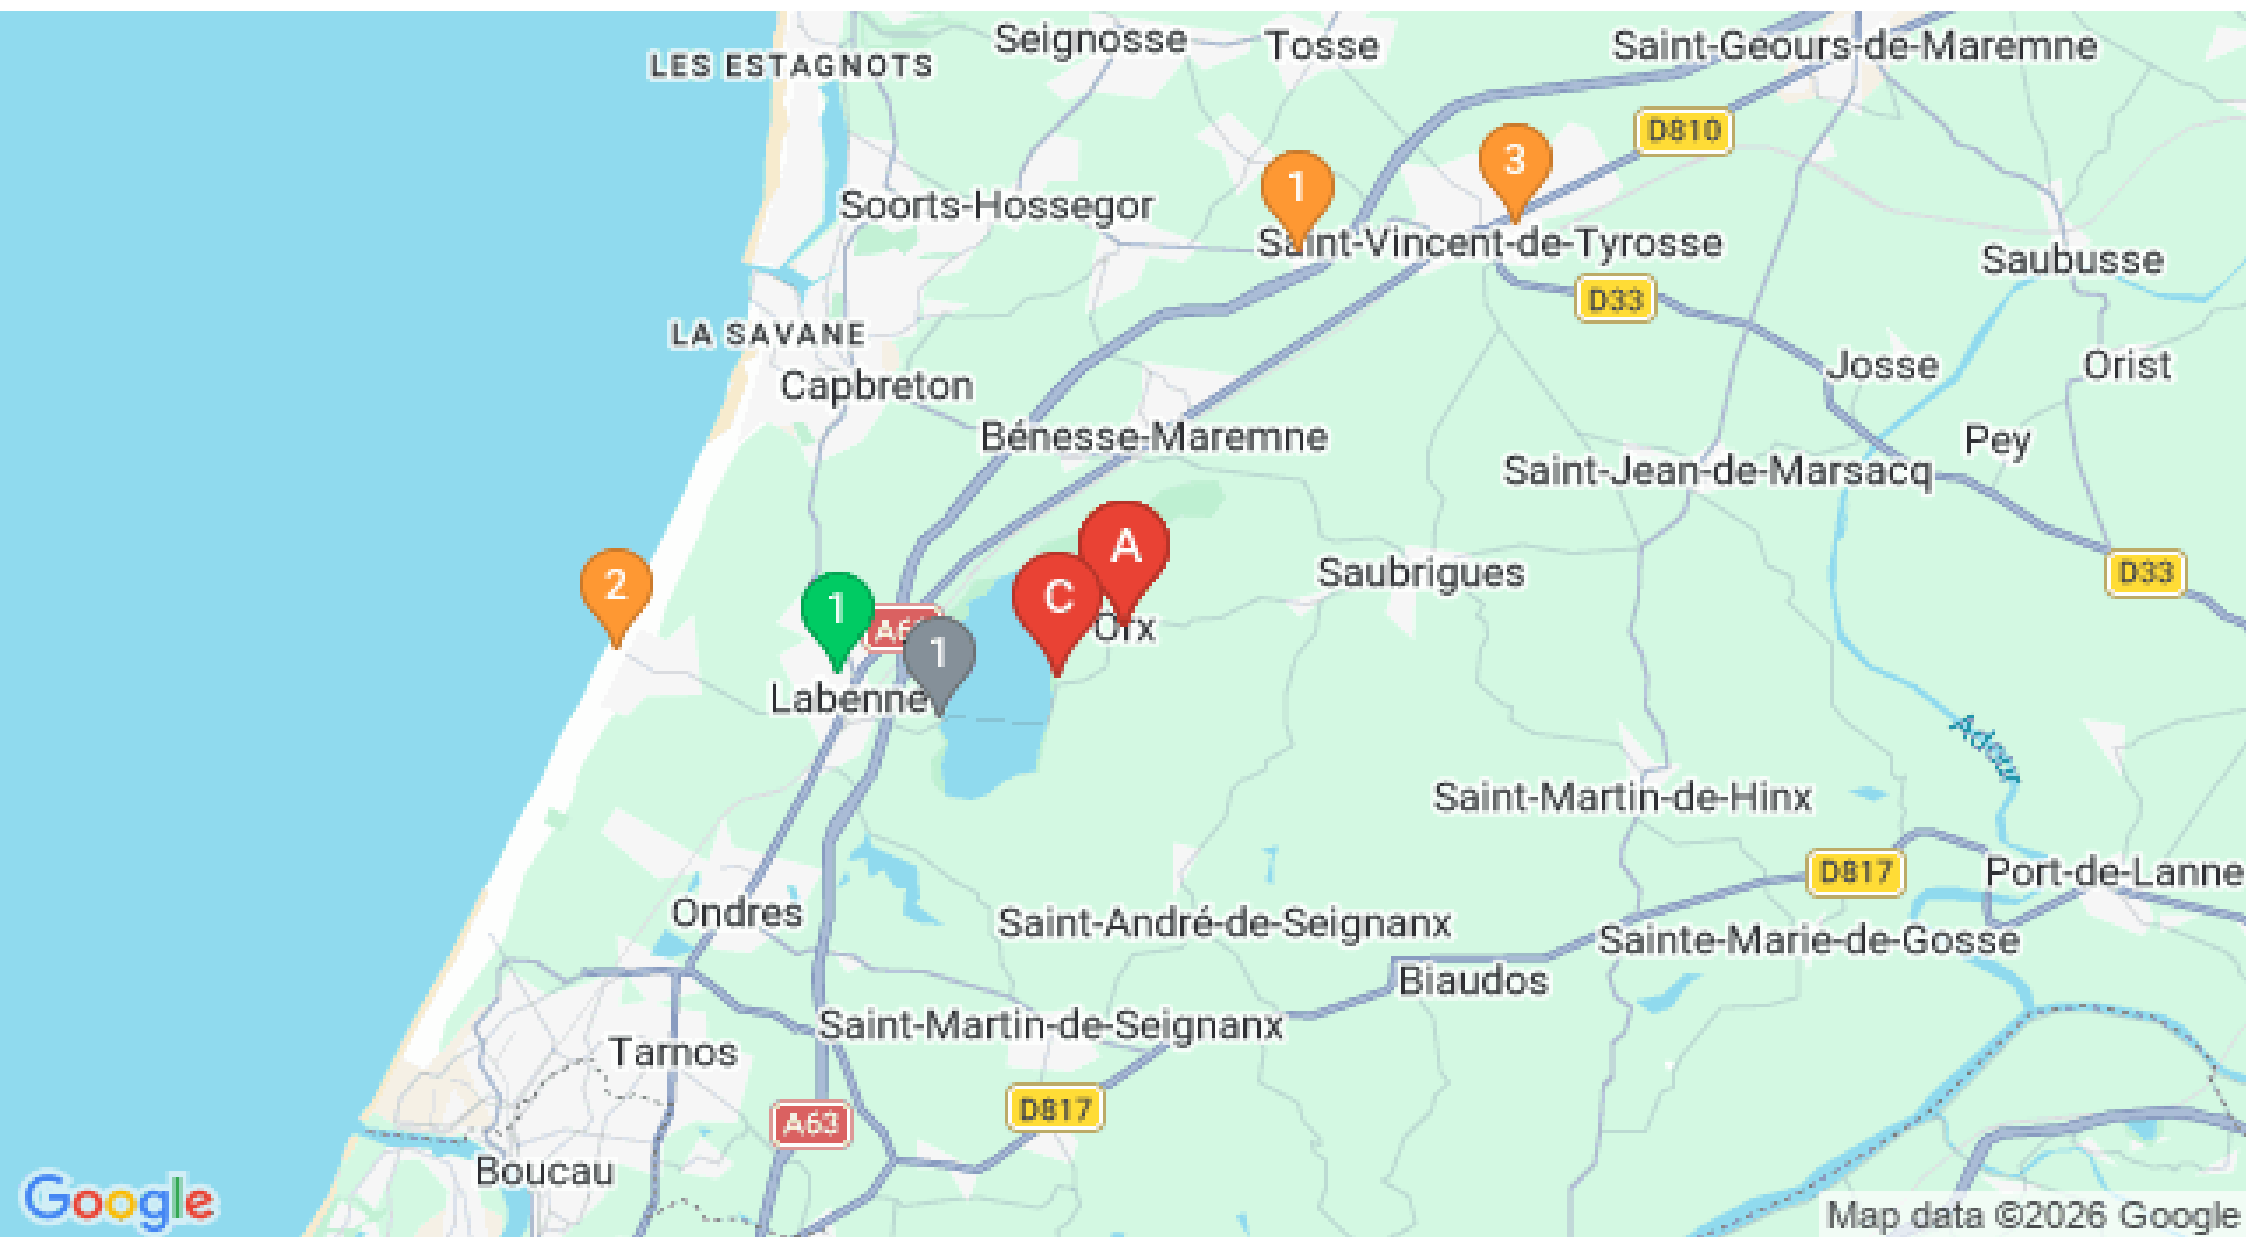 Seignosse
Tosse
Saint-Geours-de-Maremne
LES ESTAGNOTS
D810
3
1
Soorts-Hossegor
Saint-Vincent-de-Tyrosse
Saubusse
D33
LA SAVANE
Capbreton
Josse
Orist
Bénesse-Maremne
Pey
Saint-Jean-de-Marsacq
A
2
C
1
Saubrigues
D33
Orx
1
Labenne
Adour
Saint-Martin-de-Hinx
D817
Port-de-Lanne
Ondres
Saint-André-de-Seignanx
Sainte-Marie-de-Gosse
Biaudos
Saint-Martin-de-Seignanx
Tarnos
D817
A63
Boucau
Google
Map data ©2026 Google